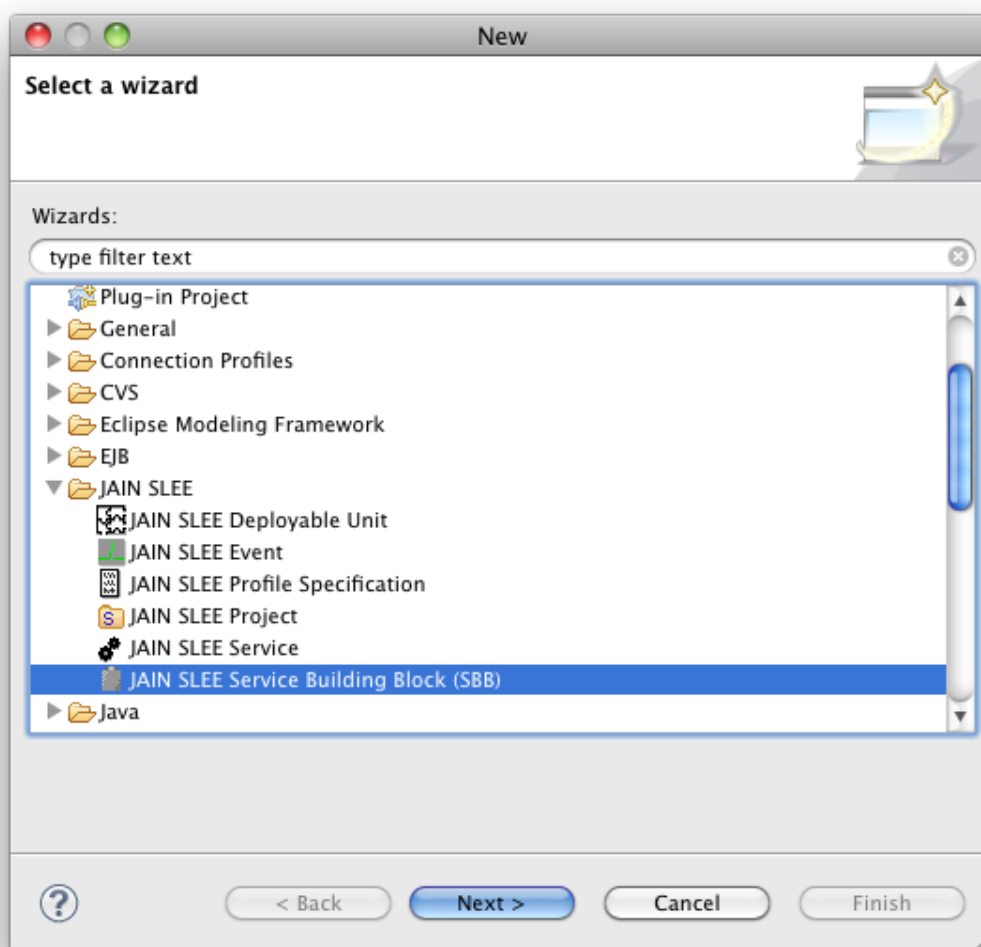 New
Select a wizard
Wizards:
type filter text
Plug-in Project
General
Connection Profiles
CVS
Eclipse Modeling Framework
EJB
JAIN SLEE
JAIN SLEE Deployable Unit
JAIN SLEE Event
JAIN SLEE Profile Specification
S JAIN SLEE Project
JAIN SLEE Service
JAIN SLEE Service Building Block (SBB)
Java
? < Back Next > Cancel Finish